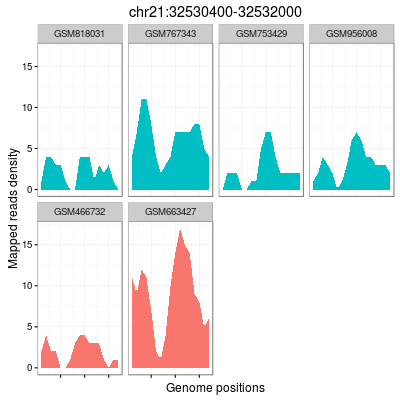 chr21:32530400-32532000
GSM818031 GSM767343 GSM753429 GSM956008
15
10
5
0
Mapped reads density
GSM466732 GSM663427
15
10
5
0
Genome positions